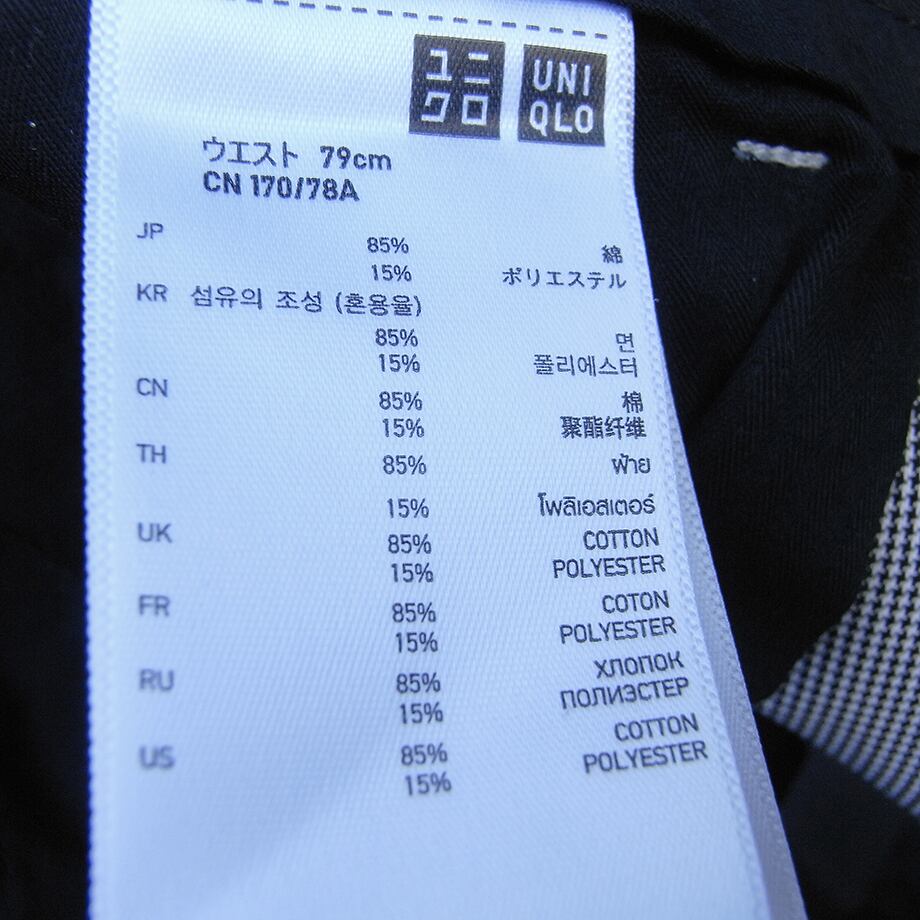 ユニ
クロ
UNI
QLO
ウエスト 79cm
CN 170/78A
JP 85% 綿
15% ポリエステル
KR 섬유의 조성 (혼용율)
85% 면
15% 폴리에스터
CN 85% 棉
15% 聚酯纤维
TH 85% ฝ้าย
15% โพลิเอสเตอร์
UK 85% COTTON
15% POLYESTER
FR 85% COTON
15% POLYESTER
RU 85% ХЛОПОК
15% ПОЛИЭСТЕР
US 85% COTTON
15% POLYESTER